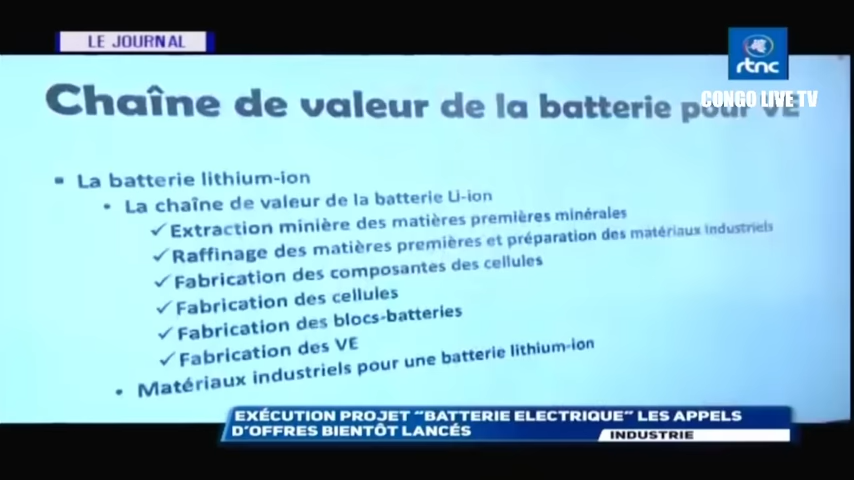 LE JOURNAL
rtnc
CONGO LIVE TV
Chaîne de valeur de la batterie pour VE
La batterie lithium-ion
La chaîne de valeur de la batterie Li-ion
Extraction minière des matières premières minérales
Raffinage des matières premières et préparation des matériaux industriels
Fabrication des composantes des cellules
Fabrication des cellules
Fabrication des blocs-batteries
Fabrication des VE
Matériaux industriels pour une batterie lithium-ion
EXÉCUTION PROJET "BATTERIE ELECTRIQUE" LES APPELS
D'OFFRES BIENTÔT LANCÉS
INDUSTRIE